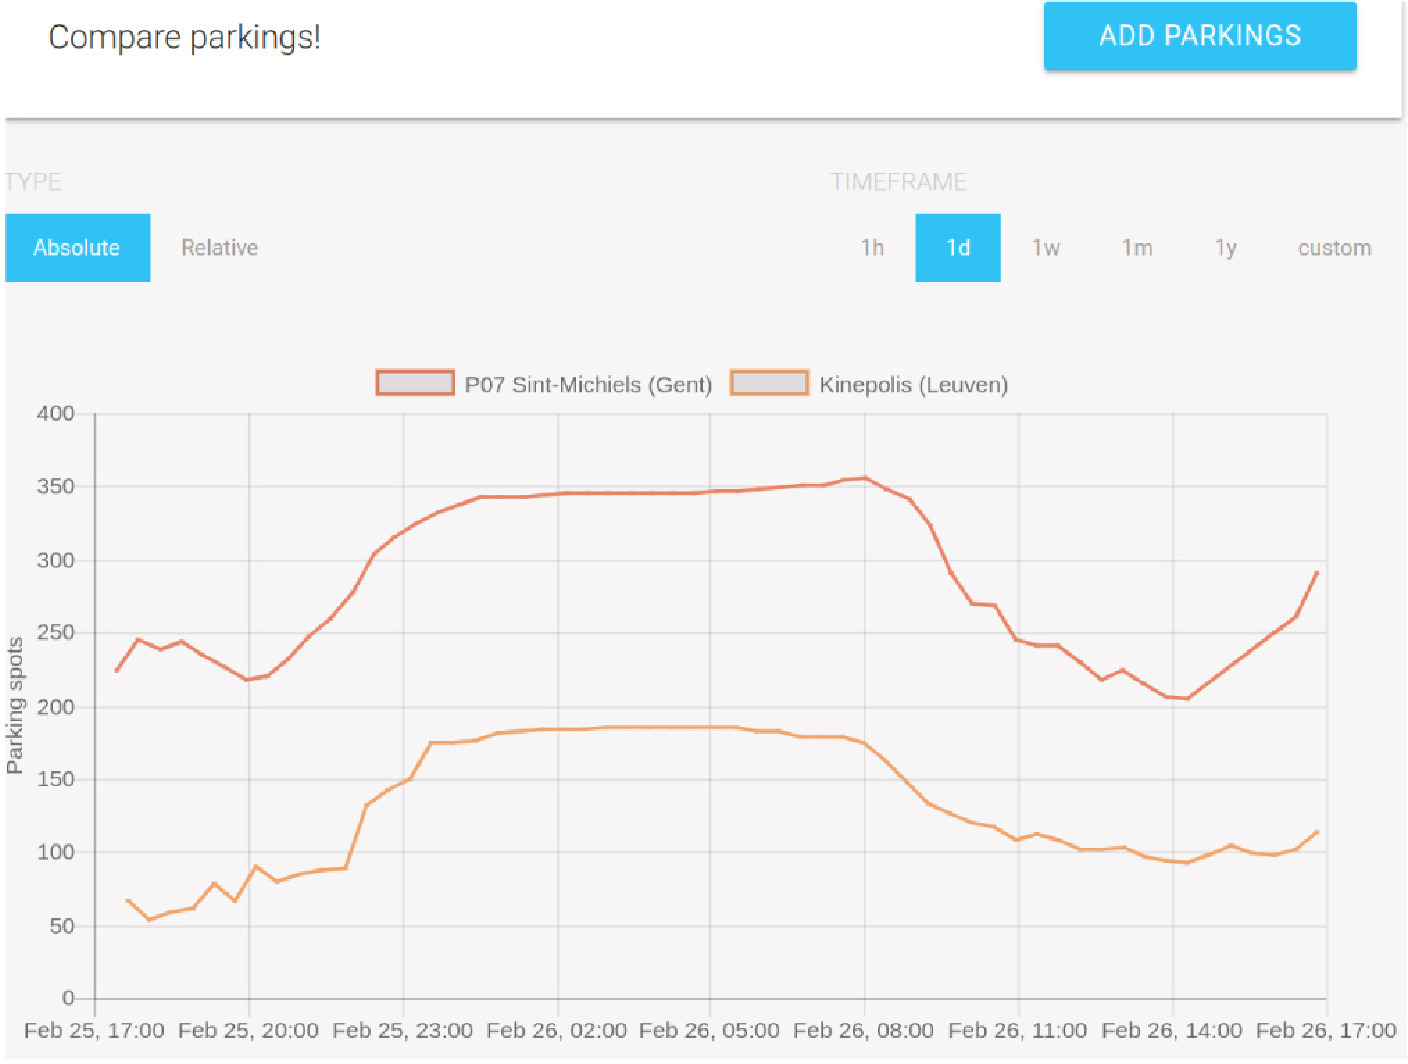 Compare parkings!
ADD PARKINGS
TYPE
TIMEFRAME
Absolute Relative
1h 1d 1w 1m 1y custom
P07 Sint-Michiels (Gent) Kinepolis (Leuven)
Parking spots
400
350
300
250
200
150
100
50
0
Feb 25, 17:00 Feb 25, 20:00 Feb 25, 23:00 Feb 26, 02:00 Feb 26, 05:00 Feb 26, 08:00 Feb 26, 11:00 Feb 26, 14:00 Feb 26, 17:00